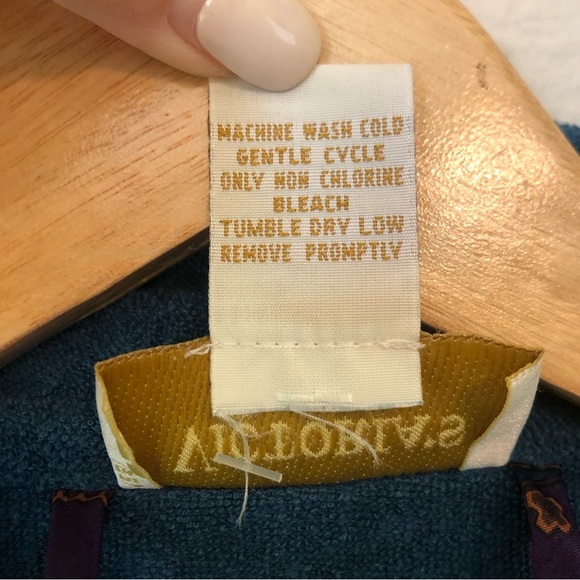 MACHINE WASH COLD
GENTLE CYCLE
ONLY NON CHLORINE
BLEACH
TUMBLE DRY LOW
REMOVE PROMPTLY
VICTORIA'S